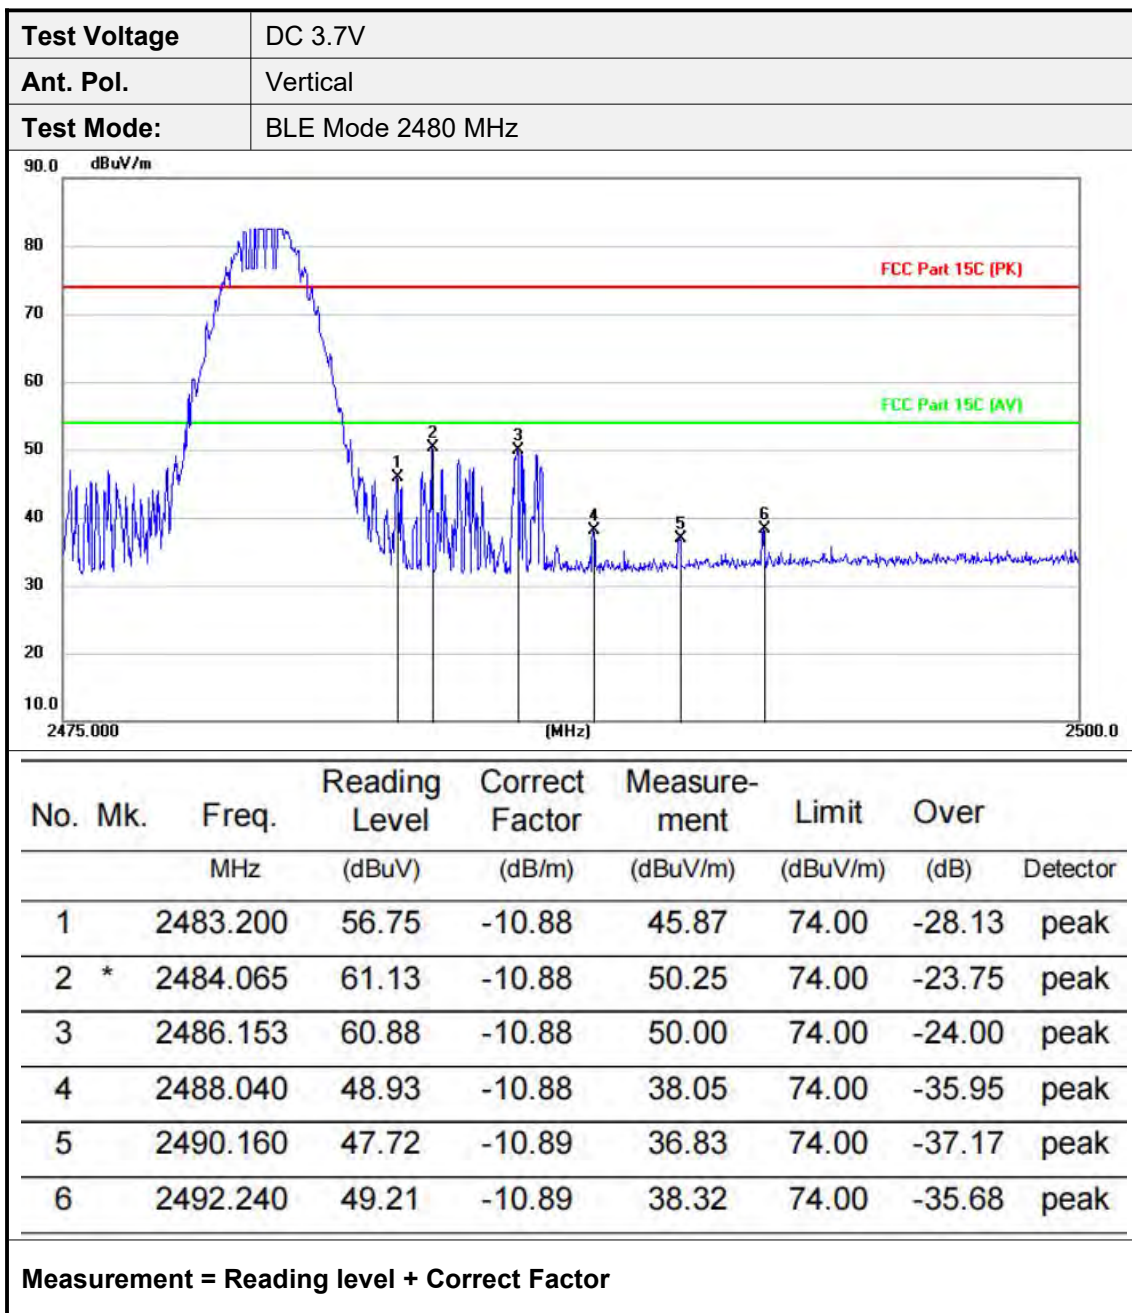 Test Voltage DC 3.7V
Ant. Pol. Vertical
Test Mode: BLE Mode 2480 MHz
90.0 dBuV/m
80
FCC Part 15C (PK)
70
60
FCC Part 15C (AV)
50
1 2 3
40
4 5 6
30
20
10.0
2475.000 (MHz) 2500.0
No. Mk. Freq. Reading Level Correct Factor Measure-ment Limit Over
MHz (dBuV) (dB/m) (dBuV/m) (dBuV/m) (dB) Detector
1 2483.200 56.75 -10.88 45.87 74.00 -28.13 peak
2 * 2484.065 61.13 -10.88 50.25 74.00 -23.75 peak
3 2486.153 60.88 -10.88 50.00 74.00 -24.00 peak
4 2488.040 48.93 -10.88 38.05 74.00 -35.95 peak
5 2490.160 47.72 -10.89 36.83 74.00 -37.17 peak
6 2492.240 49.21 -10.89 38.32 74.00 -35.68 peak
Measurement = Reading level + Correct Factor